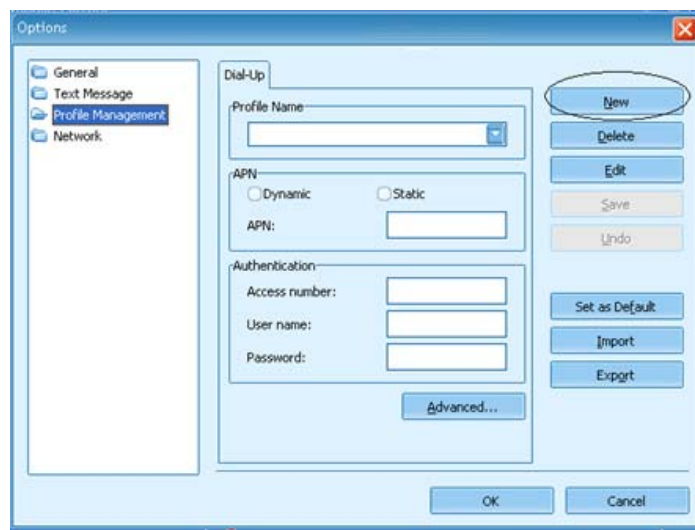 Options
General
Text Message
Profile Management
Network
Dial-Up
Profile Name
APN
Dynamic
Static
APN:
Authentication
Access number:
User name:
Password:
Advanced...
New
Delete
Edit
Save
Undo
Set as Default
Import
Export
OK
Cancel